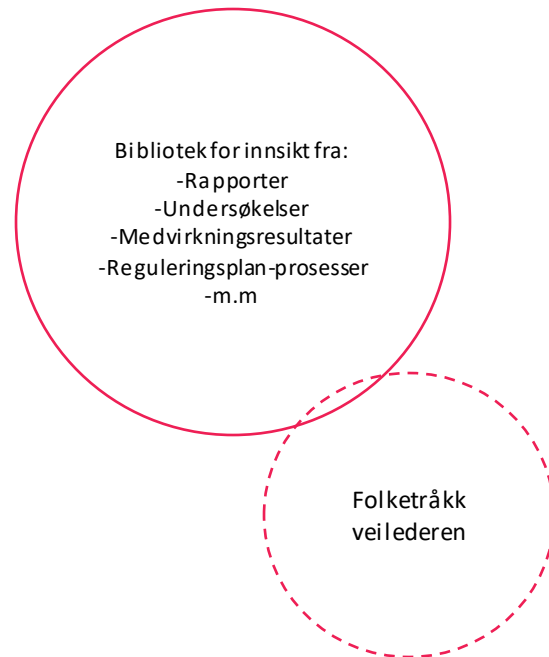 Bibliotek for innsikt fra:
-Rapporter
-Undersøkelser
-Medvirkningsresultater
-Reguleringsplan-prosesser
-m.m
Folketråkk
veilederen